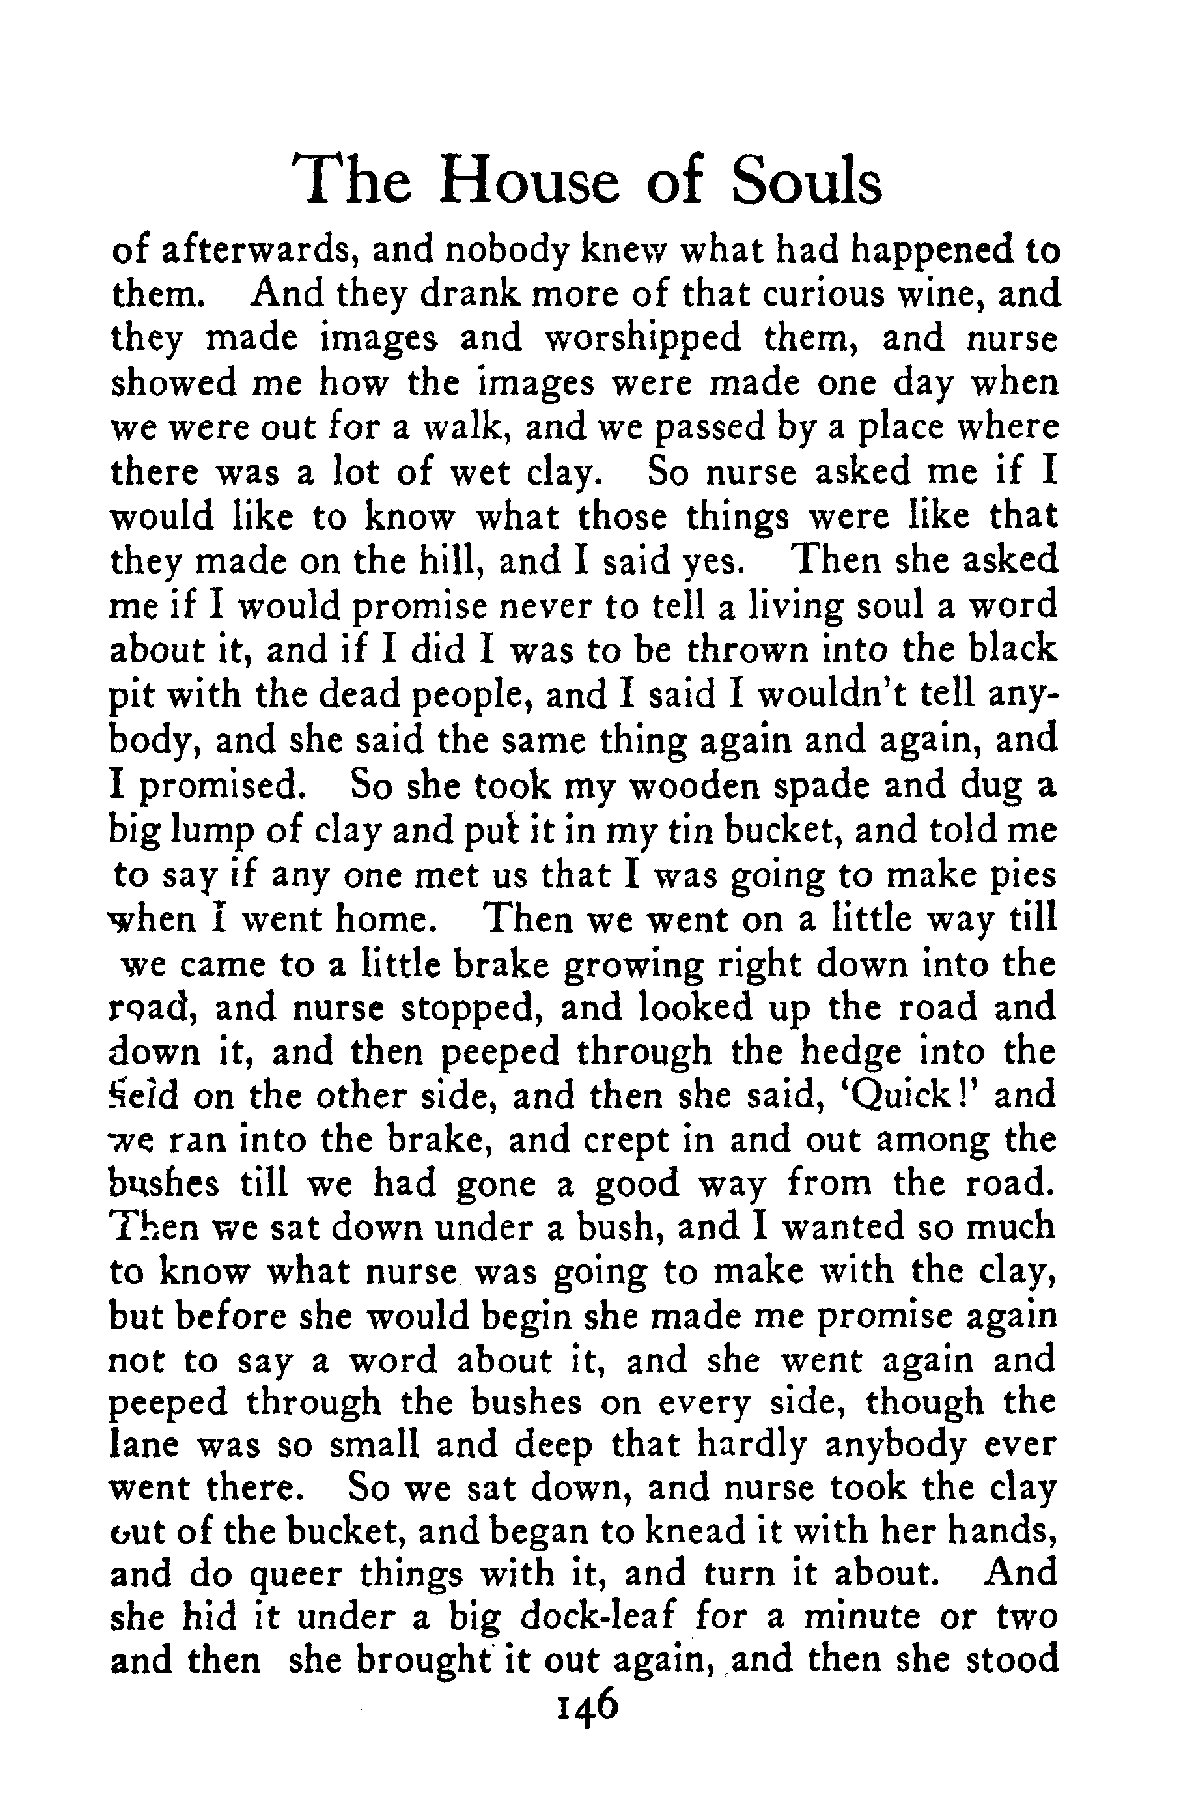 The House of Souls
of afterwards, and nobody knew what had happened to
them. And they drank more of that curious wine, and
they made images and worshipped them, and nurse
showed me how the images were made one day when
we were out for a walk, and we passed by a place where
there was a lot of wet clay. So nurse asked me if I
would like to know what those things were like that
they made on the hill, and I said yes. Then she asked
me if I would promise never to tell a living soul a word
about it, and if I did I was to be thrown into the black
pit with the dead people, and I said I wouldn't tell any-
body, and she said the same thing again and again, and
I promised. So she took my wooden spade and dug a
big lump of clay and put it in my tin bucket, and told me
to say if any one met us that I was going to make pies
when I went home. Then we went on a little way till
we came to a little brake growing right down into the
road, and nurse stopped, and looked up the road and
down it, and then peeped through the hedge into the
field on the other side, and then she said, 'Quick!' and
we ran into the brake, and crept in and out among the
bushes till we had gone a good way from the road.
Then we sat down under a bush, and I wanted so much
to know what nurse was going to make with the clay,
but before she would begin she made me promise again
not to say a word about it, and she went again and
peeped through the bushes on every side, though the
lane was so small and deep that hardly anybody ever
went there. So we sat down, and nurse took the clay
out of the bucket, and began to knead it with her hands,
and do queer things with it, and turn it about. And
she hid it under a big dock-leaf for a minute or two
and then she brought it out again, and then she stood
146